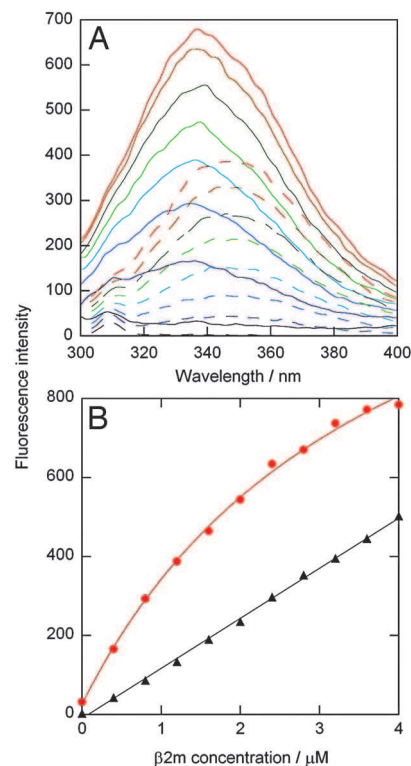 A
700
600
500
400
300
200
100
0
300 320 340 360 380 400
Wavelength / nm
Fluorescence intensity
B
800
600
400
200
0
0 1 2 3 4
β2m concentration / μM